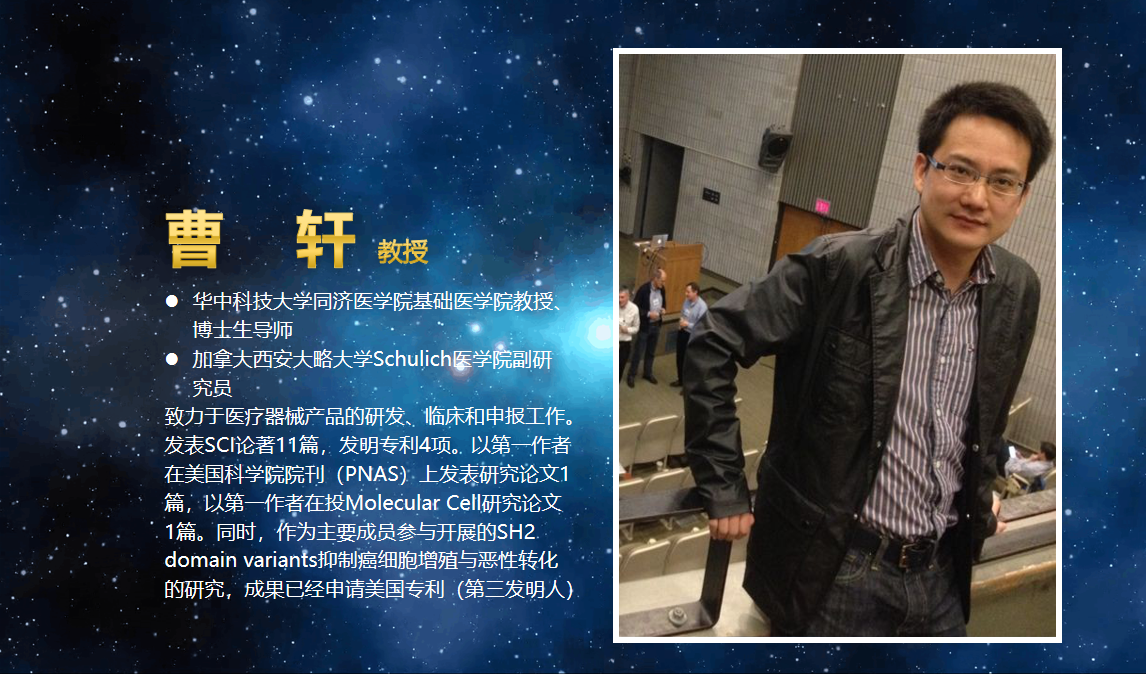 曹 轩 教授
● 华中科技大学同济医学院基础医学院教授、
博士生导师
● 加拿大西安大略大学Schulich医学院副研
究员
致力于医疗器械产品的研发、临床和申报工作。
发表SCI论著11篇，发明专利4项。以第一作者
在美国科学院院刊（PNAS）上发表研究论文1
篇，以第一作者在投Molecular Cell研究论文
1篇。同时，作为主要成员参与开展的SH2
domain variants抑制癌细胞增殖与恶性转化
的研究，成果已经申请美国专利（第三发明人）